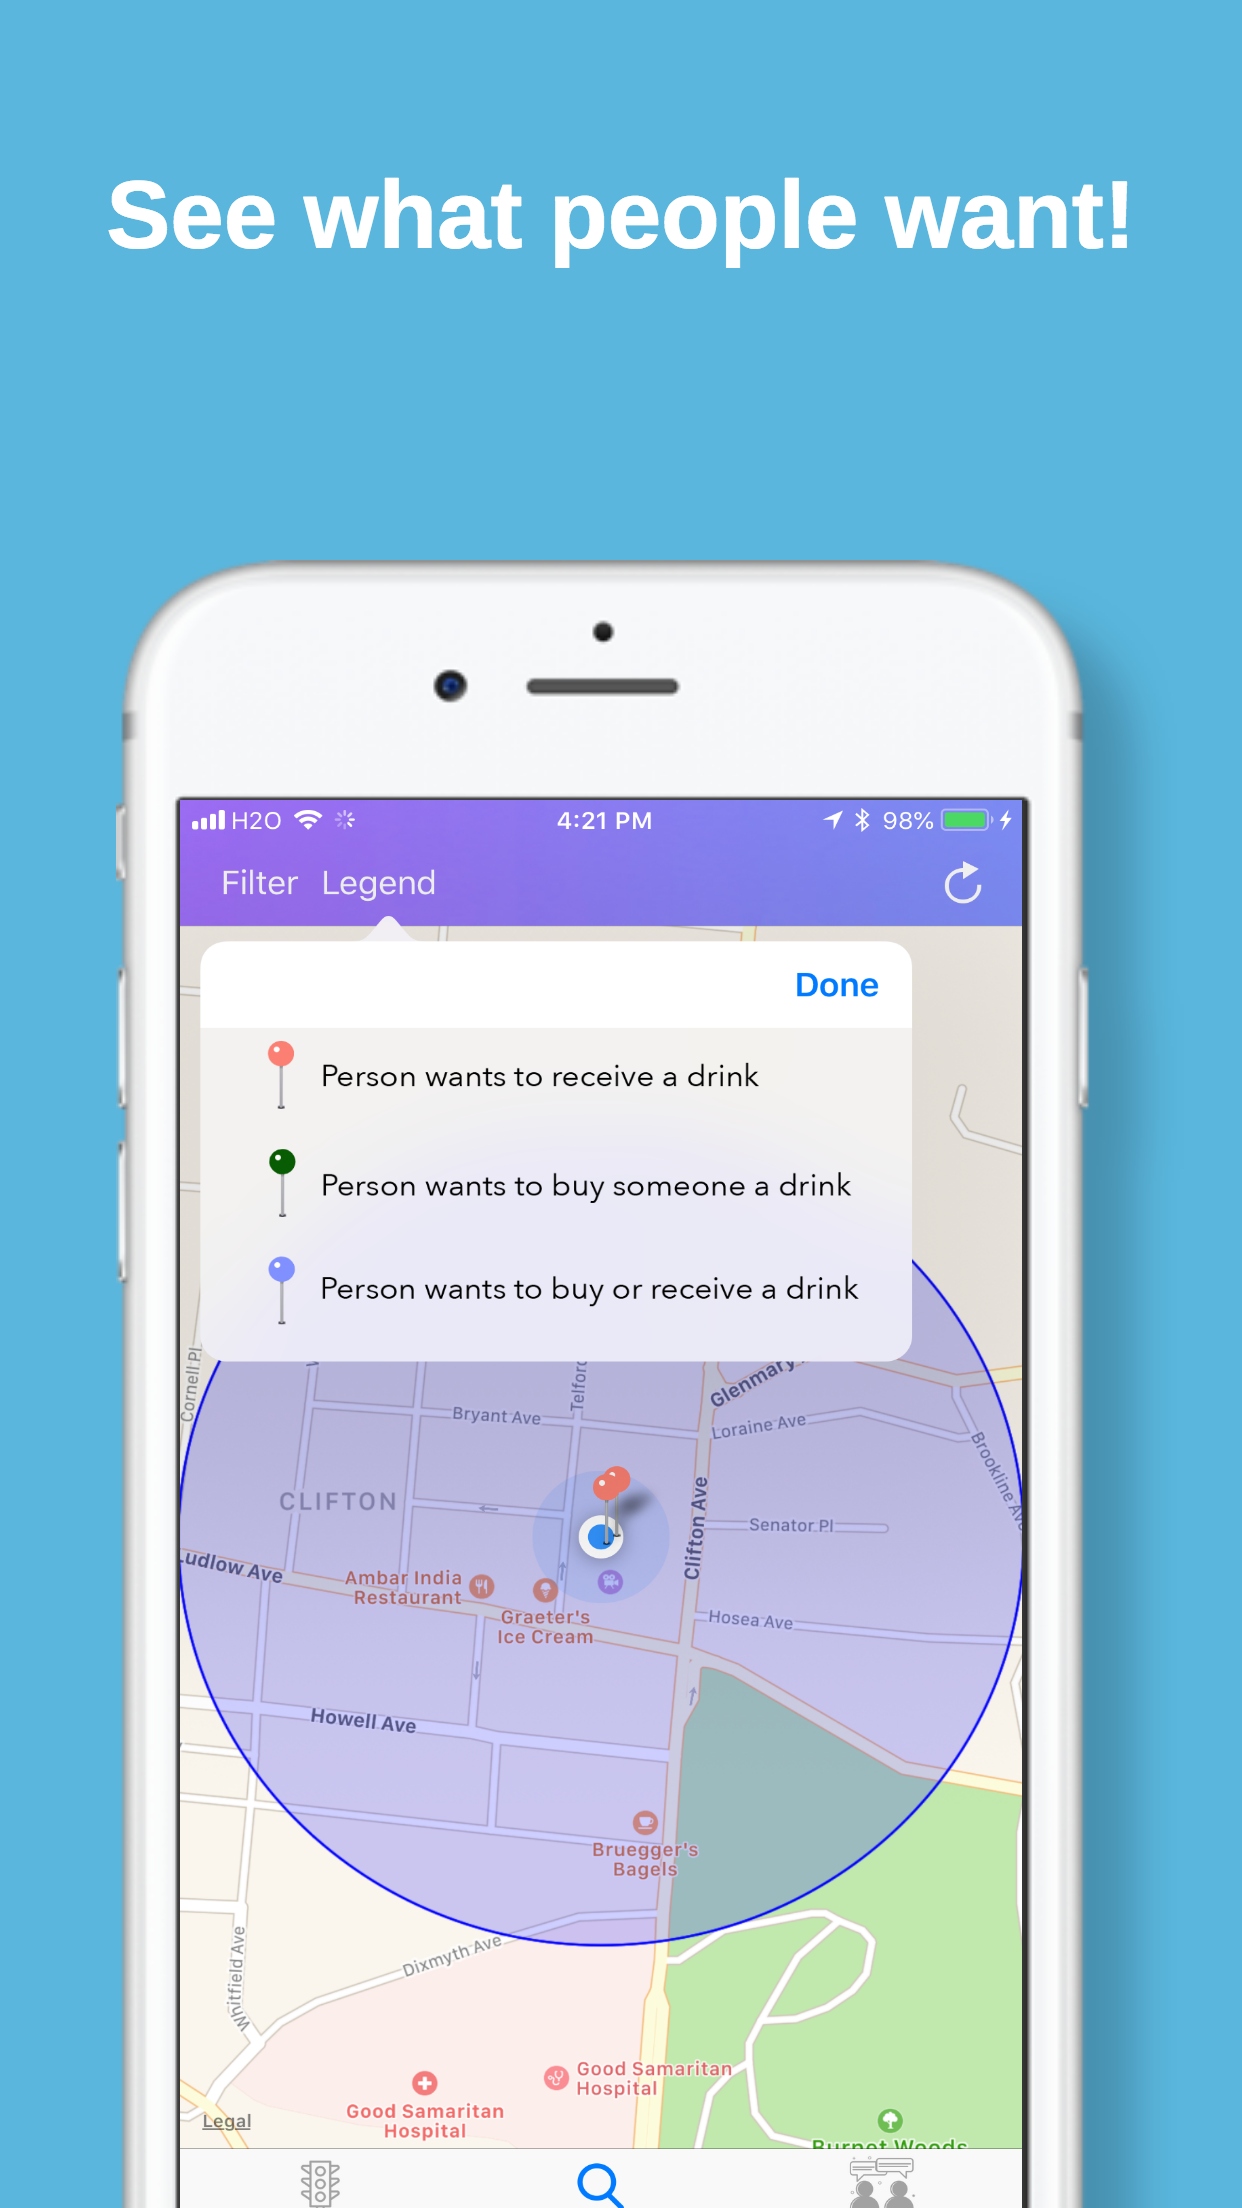 See what people want!
H2O
4:21 PM
98%
Filter
Legend
Done
Person wants to receive a drink
Person wants to buy someone a drink
Person wants to buy or receive a drink
Cornell Pl
Glenmary
Bryant Ave
Loraine Ave
Brookline Ave
CLIFTON
Clifton Ave
Senator Pl
Ludlow Ave
Ambar India
Restaurant
Graeter's
Ice Cream
Hosea Ave
Howell Ave
Bruegger's
Bagels
Dixmyth Ave
Whitfield Ave
Good Samaritan
Hospital
Good Samaritan
Hospital
Legal
Burnet Woods